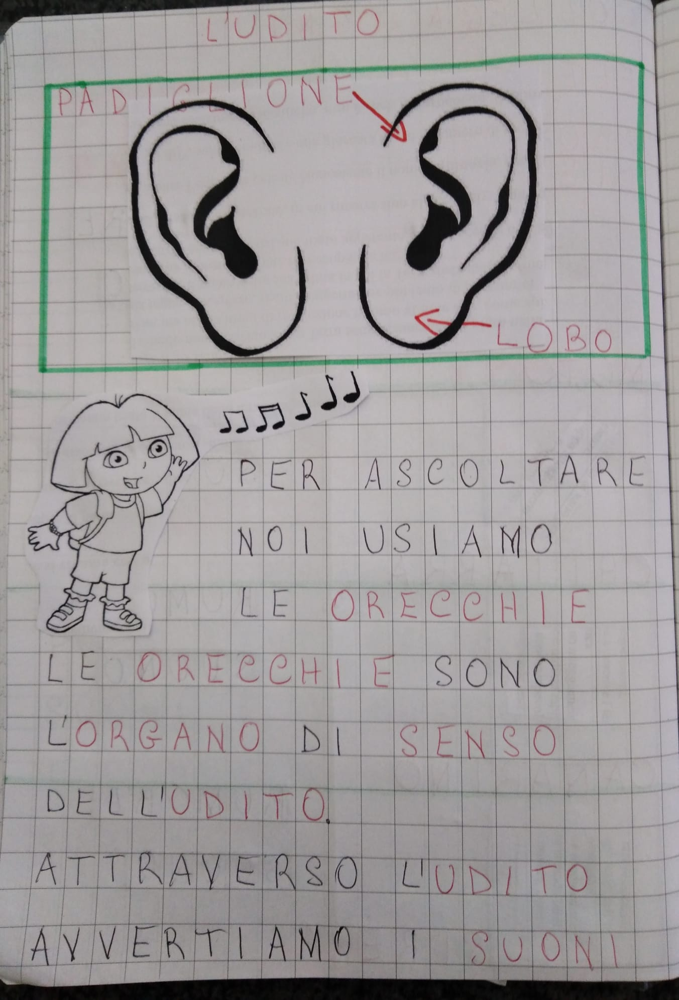 L'UDITO
PADIGLIONE
LOBO
PER ASCOLTARE
NOI USIAMO
LE ORECCHIE
LE ORECCHIE SONO
L'ORGANO DI SENSO
DELL'UDITO.
ATTRAVERSO L'UDITO
AVVERTIAMO I SUONI